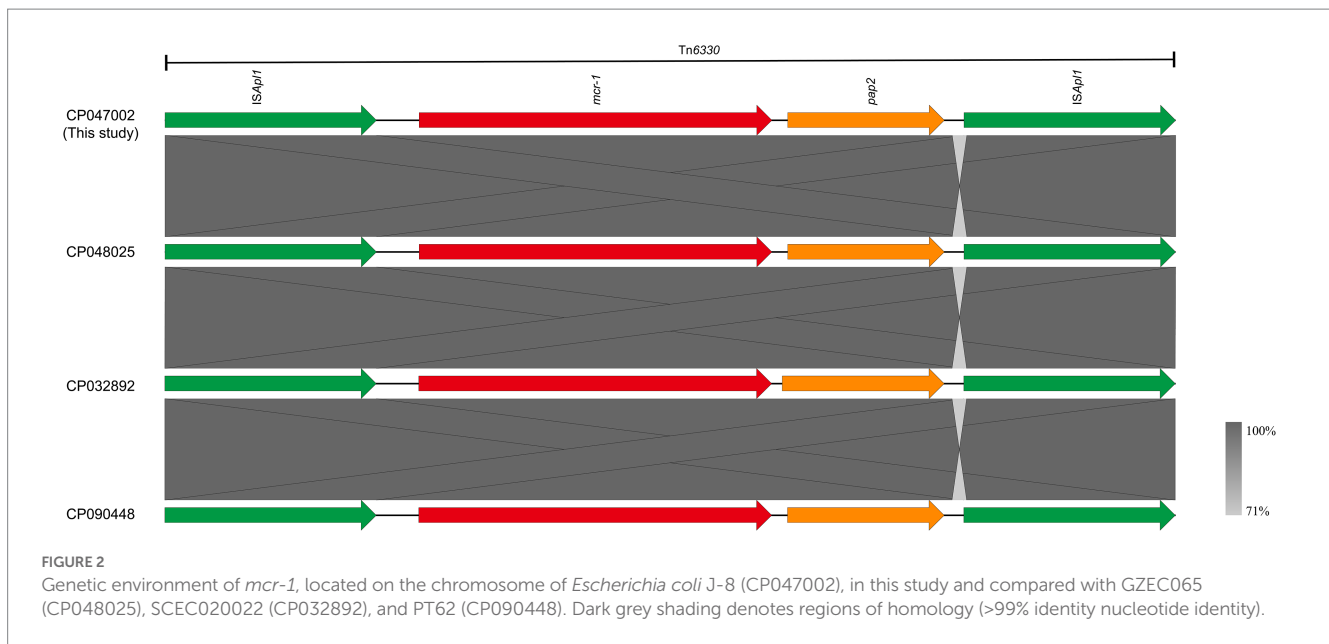 Tn6330
ISApl1
mcr-1
pap2
ISApl1
CP047002
(This study)
CP048025
CP032892
CP090448
100%
71%
FIGURE 2
Genetic environment of mcr-1, located on the chromosome of Escherichia coli J-8 (CP047002), in this study and compared with GZEC065
(CP048025), SCEC020022 (CP032892), and PT62 (CP090448). Dark grey shading denotes regions of homology (>99% identity nucleotide identity).